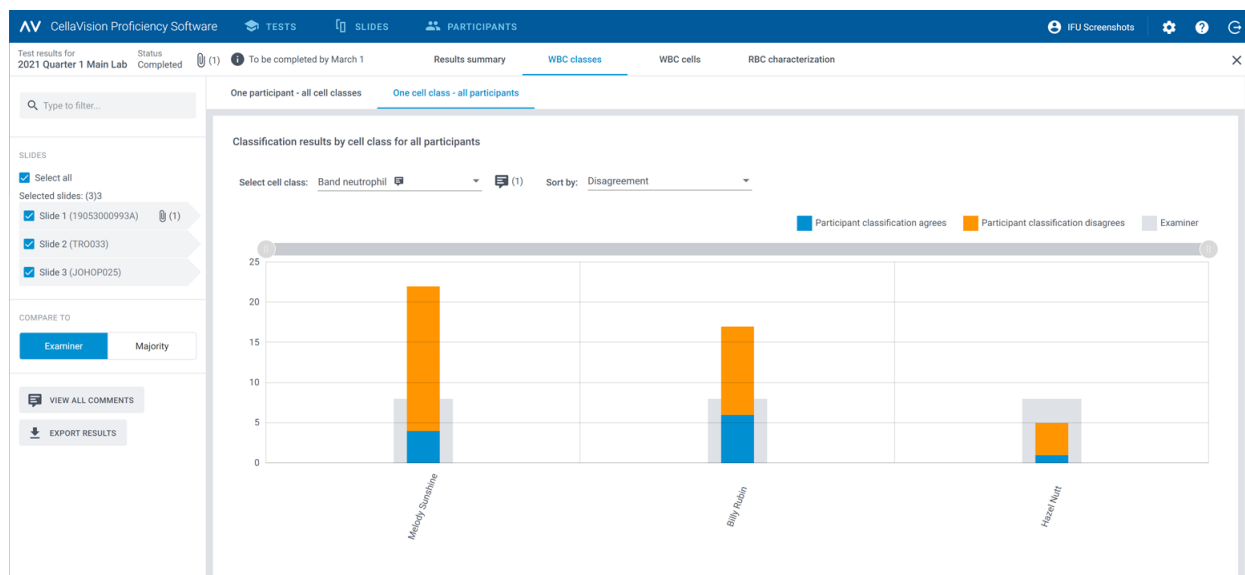 CellaVision Proficiency Software TESTS SLIDES PARTICIPANTS IFU Screenshots
Test results for Status
2021 Quarter 1 Main Lab Completed (1) To be completed by March 1 Results summary WBC classes WBC cells RBC characterization
Type to filter...
One participant - all cell classes One cell class - all participants
SLIDES
Select all
Selected slides: (3)3
Slide 1 (19053000993A) (1)
Slide 2 (TRO033)
Slide 3 (JOHOP025)
COMPARE TO
Examiner Majority
VIEW ALL COMMENTS
EXPORT RESULTS
Classification results by cell class for all participants
Select cell class: Band neutrophil (1) Sort by: Disagreement
Participant classification agrees Participant classification disagrees Examiner
25
20
15
10
5
0
Melody Sunshine Billy Rubin Hazel Nutt